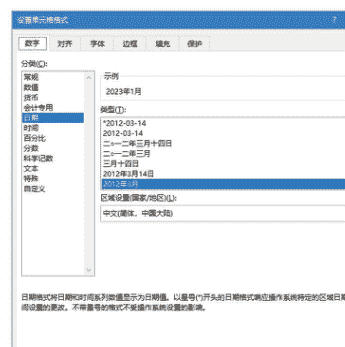 设置单元格格式
?
数字 对齐 字体 边框 填充 保护
分类(C):
常规
数值
货币
会计专用
日期
时间
百分比
分数
科学记数
文本
特殊
自定义
示例
2023年1月
类型(T):
*2012-03-14
2012-03-14
二○一二年三月十四日
二○一二年三月
三月十四日
2012年3月14日
2012年3月
区域设置(国家/地区)(L):
中文(简体，中国大陆)
日期格式将日期和时间系列数值显示为日期值。以星号(*)开头的日期格式响应操作系统特定的区域日期
间设置的更改。不带星号的格式不受操作系统设置的影响。